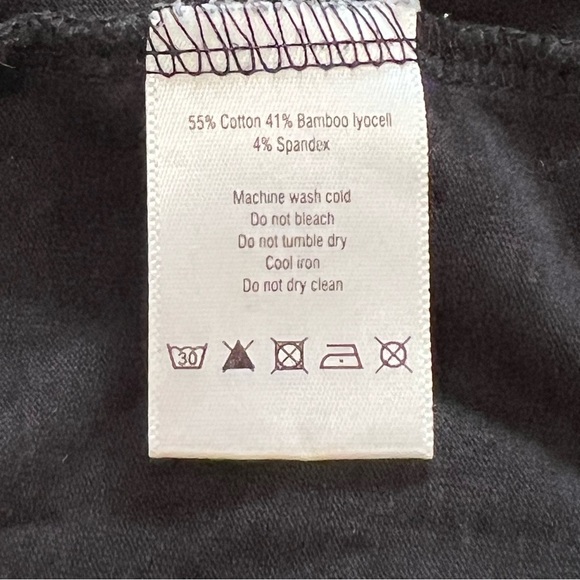 55% Cotton 41% Bamboo lyocell
4% Spandex
Machine wash cold
Do not bleach
Do not tumble dry
Cool iron
Do not dry clean
30